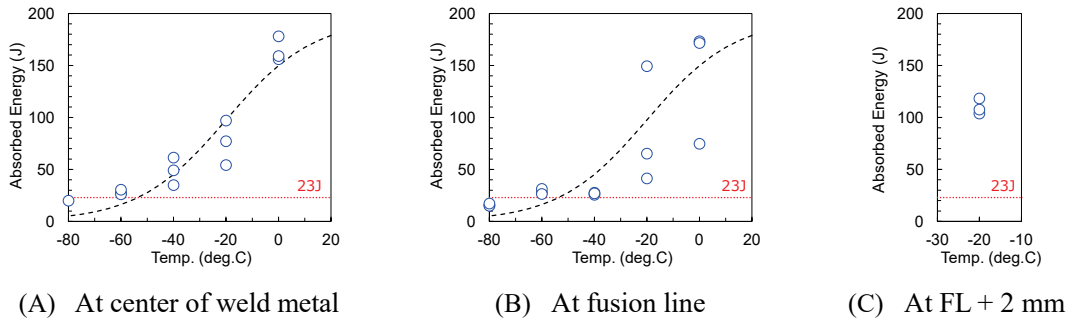 200
150
100
50
0
Absorbed Energy (J)
23J
-80 -60 -40 -20 0 20
Temp. (deg.C)
(A) At center of weld metal
200
150
100
50
0
Absorbed Energy (J)
23J
-80 -60 -40 -20 0 20
Temp. (deg.C)
(B) At fusion line
200
150
100
50
0
Absorbed Energy (J)
23J
-30 -20 -10
Temp. (deg.C)
(C) At FL + 2 mm